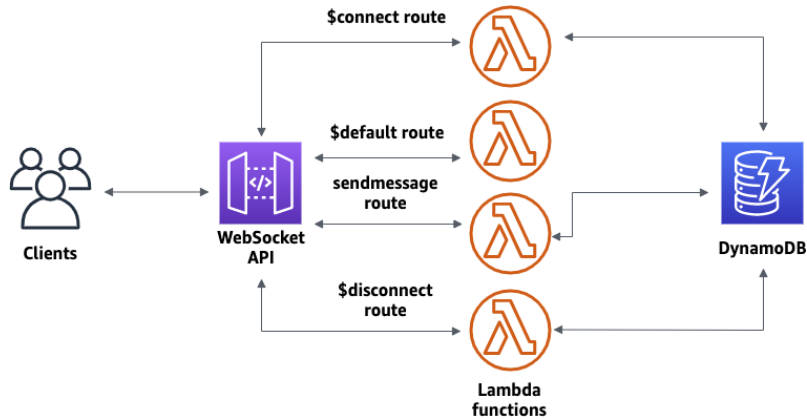 $connect route
$default route
sendmessage
route
Clients
WebSocket
API
DynamoDB
$disconnect
route
Lambda
functions